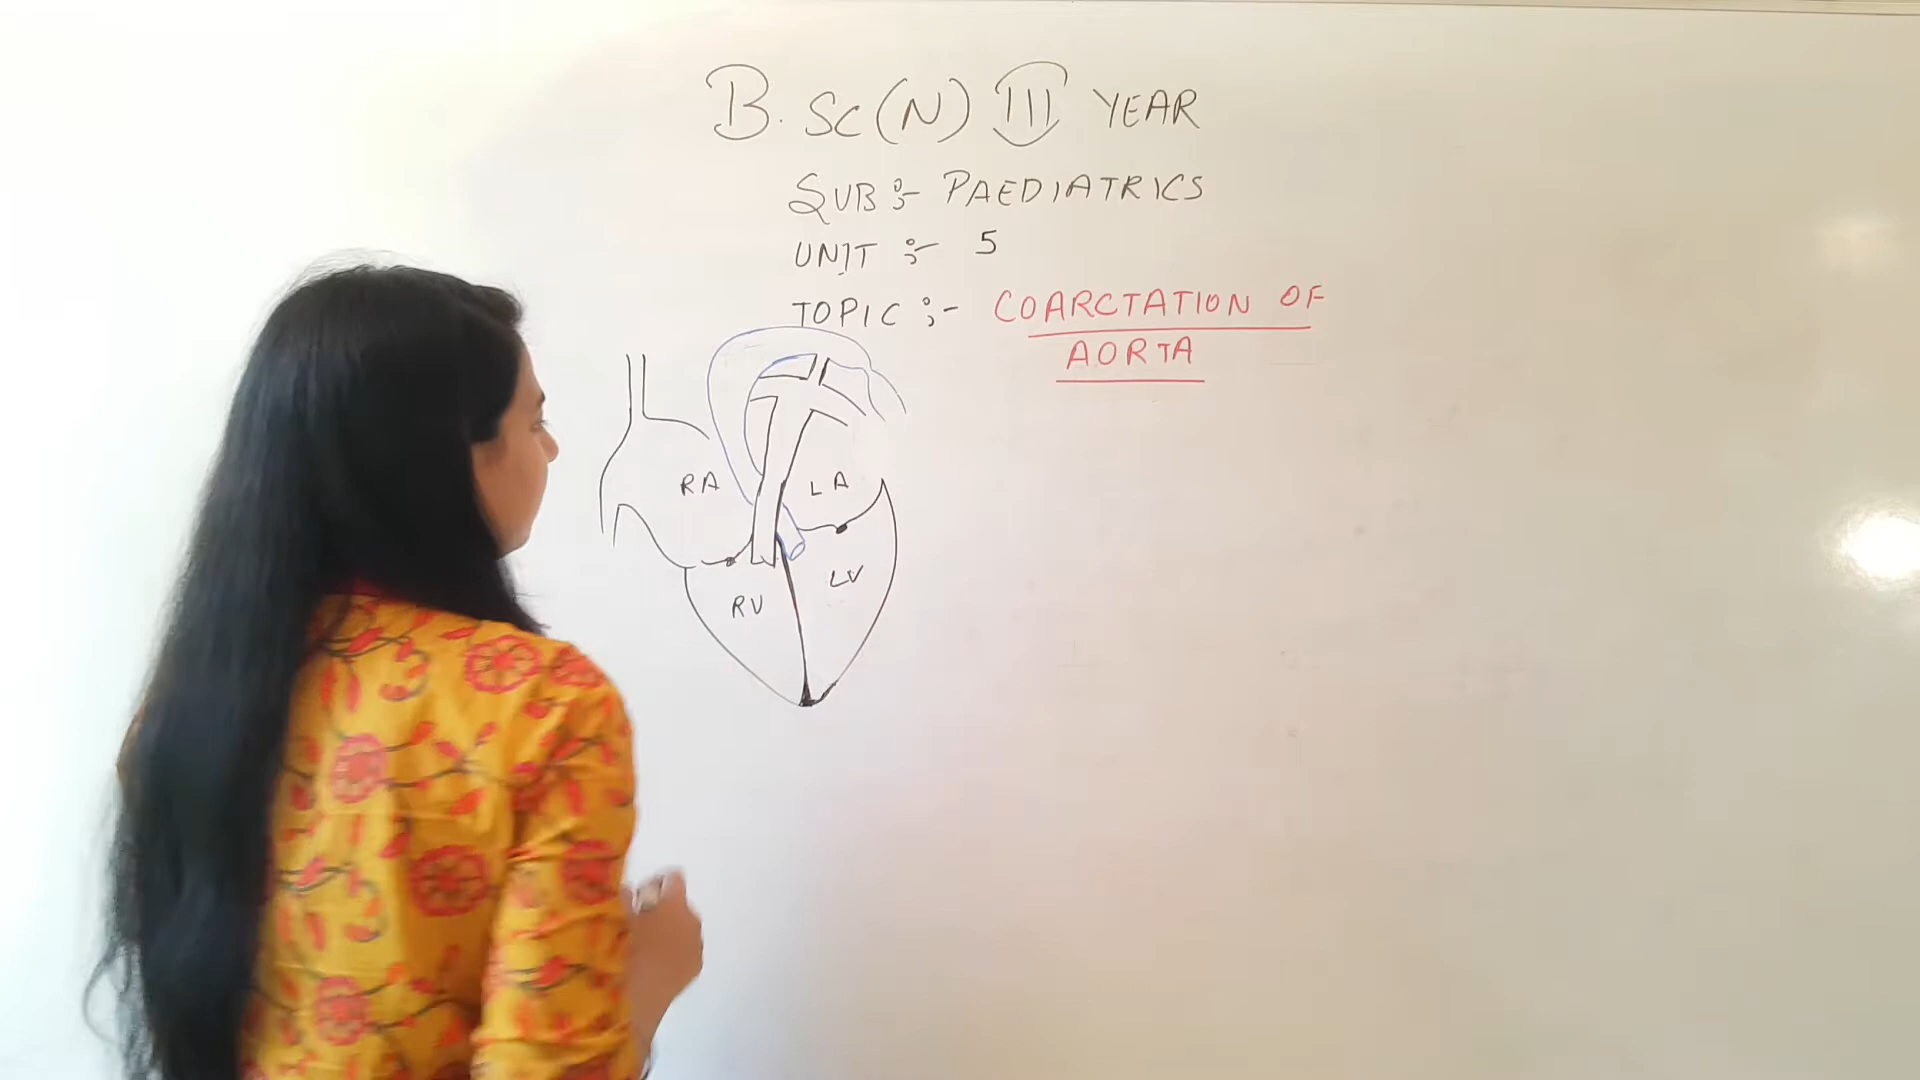 B. Sc (N) III YEAR
SUB :- PAEDIATRICS
UNIT :- 5
TOPIC :- COARCTATION OF
AORTA
RA
LA
LV
RV